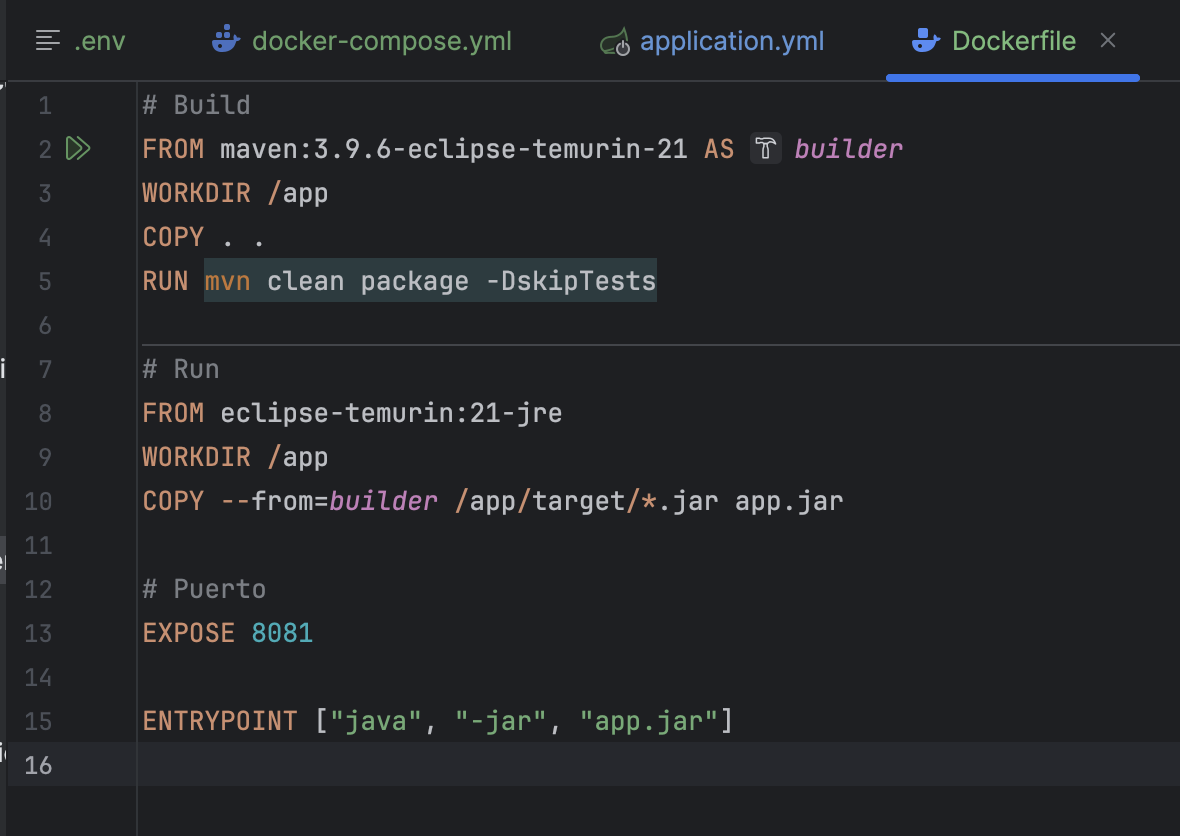 .env docker-compose.yml application.yml Dockerfile
1 # Build
2 FROM maven:3.9.6-eclipse-temurin-21 AS builder
3 WORKDIR /app
4 COPY . .
5 RUN mvn clean package -DskipTests
6
7 # Run
8 FROM eclipse-temurin:21-jre
9 WORKDIR /app
10 COPY --from=builder /app/target/*.jar app.jar
11
12 # Puerto
13 EXPOSE 8081
14
15 ENTRYPOINT ["java", "-jar", "app.jar"]
16